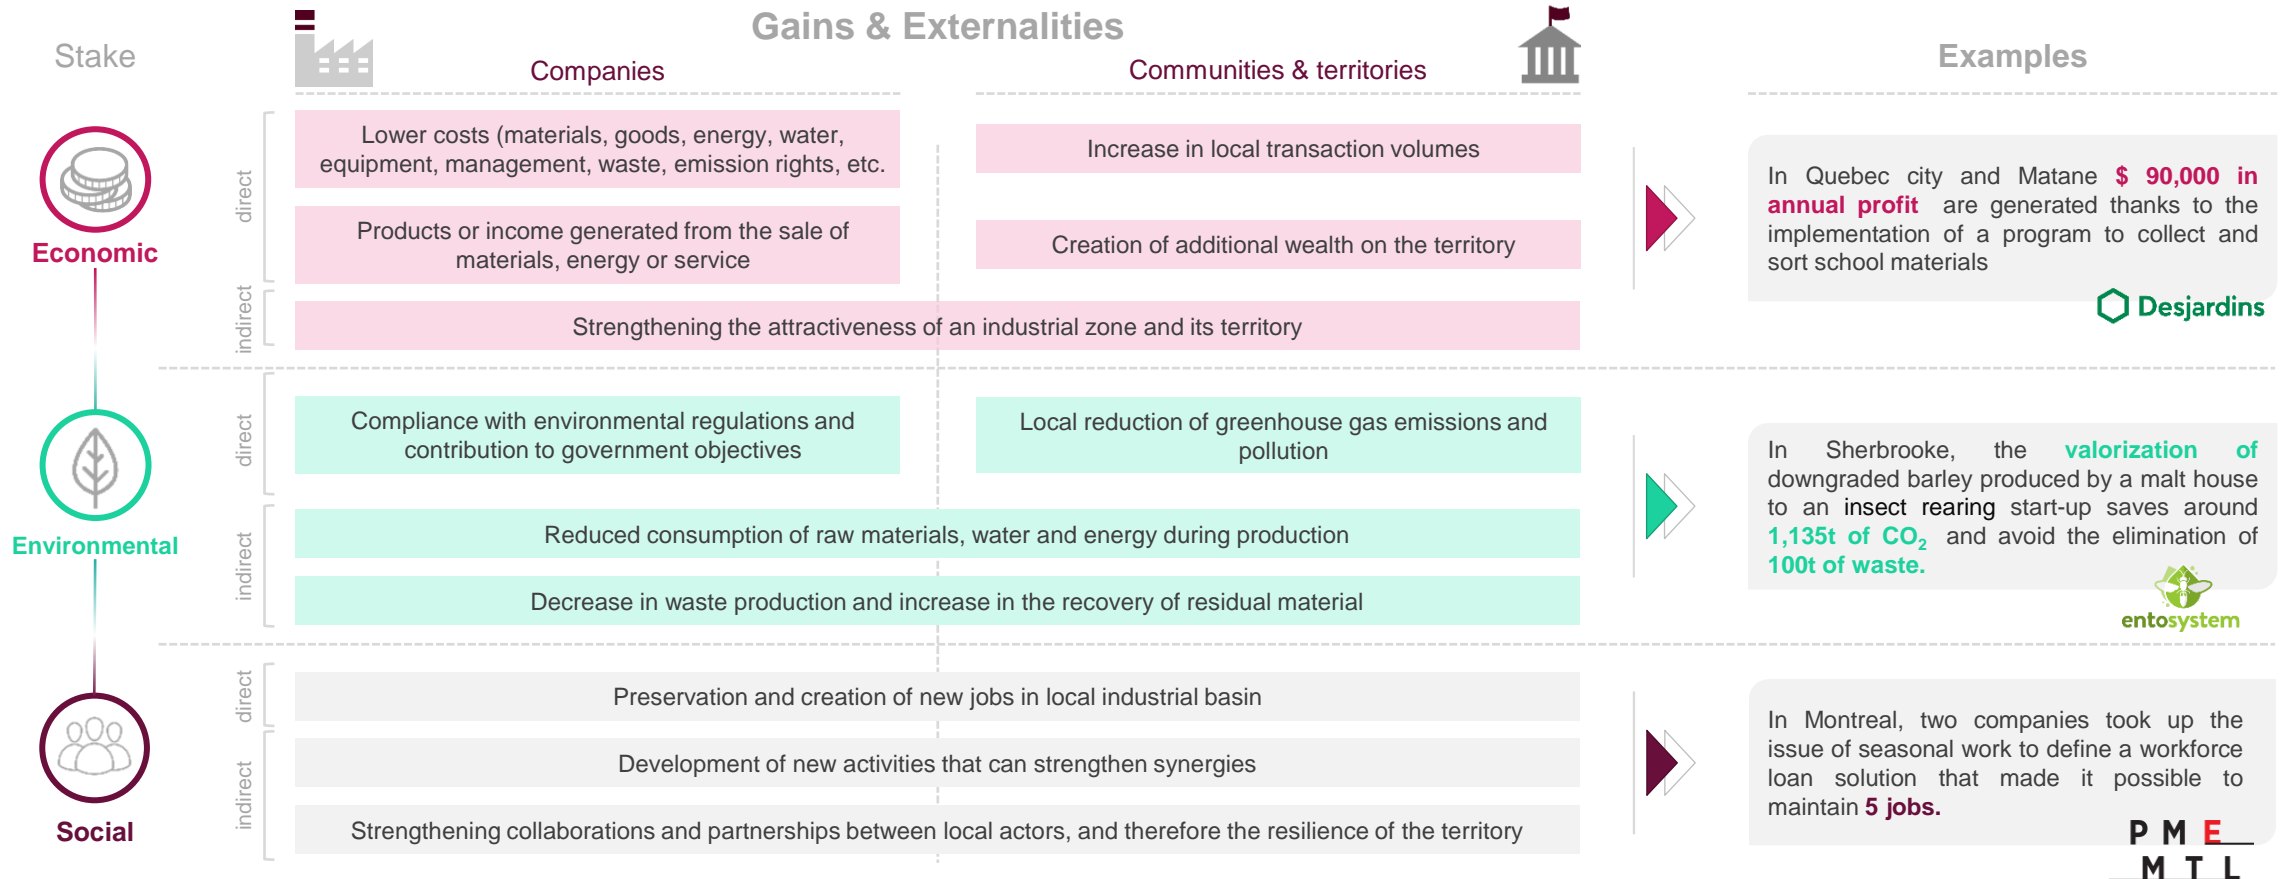 Gains & Externalities
Stake
Companies
Communities & territories
Examples
direct
Lower costs (materials, goods, energy, water,
equipment, management, waste, emission rights, etc.
Increase in local transaction volumes
Products or income generated from the sale of
materials, energy or service
Creation of additional wealth on the territory
Economic
indirect
Strengthening the attractiveness of an industrial zone and its territory
In Quebec city and Matane $ 90,000 in
annual profit are generated thanks to the
implementation of a program to collect and
sort school materials
Desjardins
direct
Compliance with environmental regulations and
contribution to government objectives
Local reduction of greenhouse gas emissions and
pollution
Environmental
indirect
Reduced consumption of raw materials, water and energy during production
Decrease in waste production and increase in the recovery of residual material
In Sherbrooke, the valorization of
downgraded barley produced by a malt house
to an insect rearing start-up saves around
1,135t of CO2 and avoid the elimination of
100t of waste.
entosystem
direct
Preservation and creation of new jobs in local industrial basin
indirect
Development of new activities that can strengthen synergies
Strengthening collaborations and partnerships between local actors, and therefore the resilience of the territory
Social
In Montreal, two companies took up the
issue of seasonal work to define a workforce
loan solution that made it possible to
maintain 5 jobs.
PME
MTL